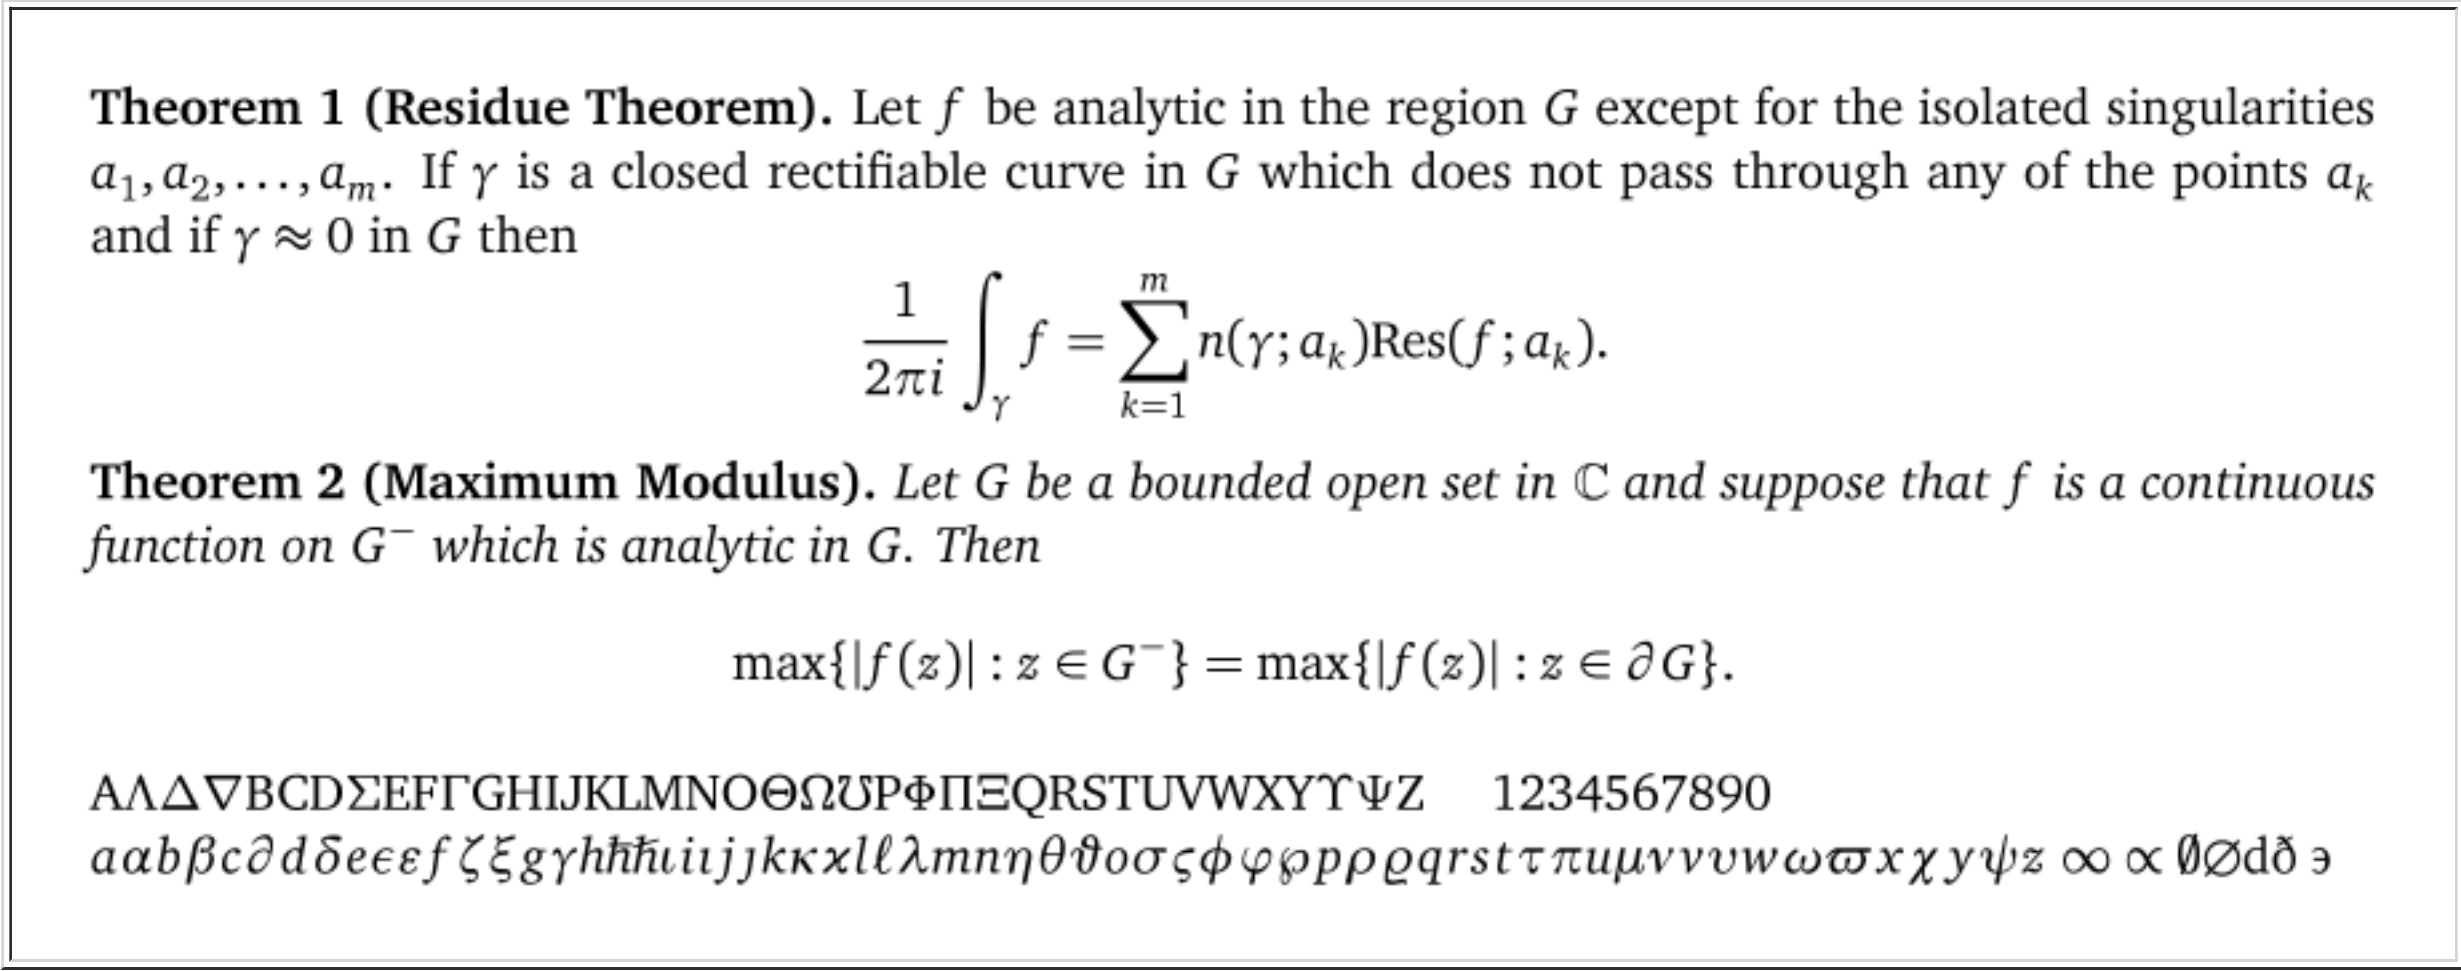 Theorem 1 (Residue Theorem). Let f be analytic in the region G except for the isolated singularities
a₁, a₂, . . . , aₘ. If γ is a closed rectifiable curve in G which does not pass through any of the points aₖ
and if γ ≈ 0 in G then
\frac{1}{2πi} \int_γ f = \sum_{k=1}^{m} n(γ; aₖ)Res(f; aₖ).
Theorem 2 (Maximum Modulus). Let G be a bounded open set in ℂ and suppose that f is a continuous
function on G⁻ which is analytic in G. Then
max{|f(z)| : z ∈ G⁻} = max{|f(z)| : z ∈ ∂G}.
AΛΔ∇BCDΣEFΓGHIJKLMNOΘΩ℧PΦΠΞQRSTUVWXYϒΨZ 1234567890
aαbβc∂dδeϵεfζξgγhħℏιiıjȷkκϰlℓλmnηθϑoσςϕφ℘pρϱqrstτπuμνvυwωϖxχyψz ∞ ∝ ∅∅dð ϶